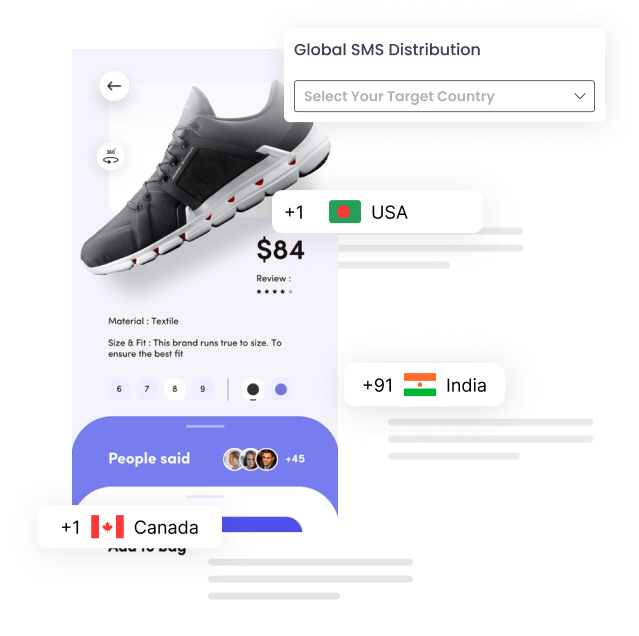 Global SMS Distribution
Select Your Target Country
360°
+1 USA
$84
Review :
Material : Textile
Size & Fit : This brand runs true to size. To
ensure the best fit
6 7 8 9
+91 India
People said +45
+1 Canada
Add to bag